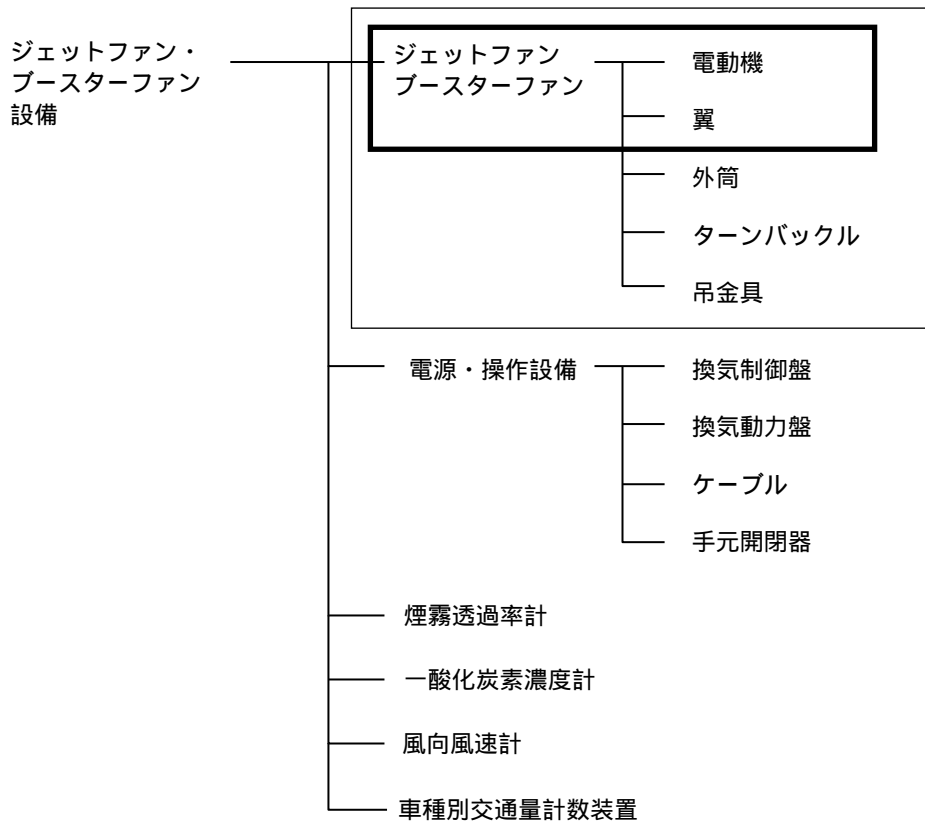 ジェットファン・
ブースターファン
設備
ジェットファン
ブースターファン
電動機
翼
外筒
ターンバックル
吊金具
電源・操作設備
換気制御盤
換気動力盤
ケーブル
手元開閉器
煙霧透過率計
一酸化炭素濃度計
風向風速計
車種別交通量計数装置